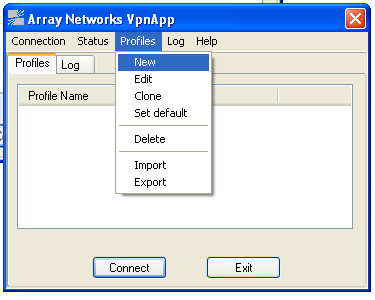 Array Networks VpnApp
Connection Status Profiles Log Help
Profiles Log
New
Edit
Profile Name
Clone
Set default
Delete
Import
Export
Connect Exit